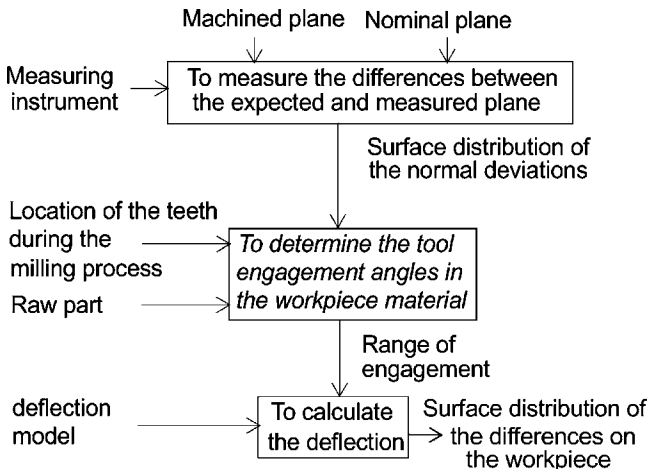 Machined plane
Nominal plane
Measuring
instrument
To measure the differences between
the expected and measured plane
Surface distribution of
the normal deviations
Location of the teeth
during the
milling process
Raw part
To determine the tool
engagement angles in
the workpiece material
Range of
engagement
deflection
model
To calculate
the deflection
Surface distribution of
the differences on
the workpiece